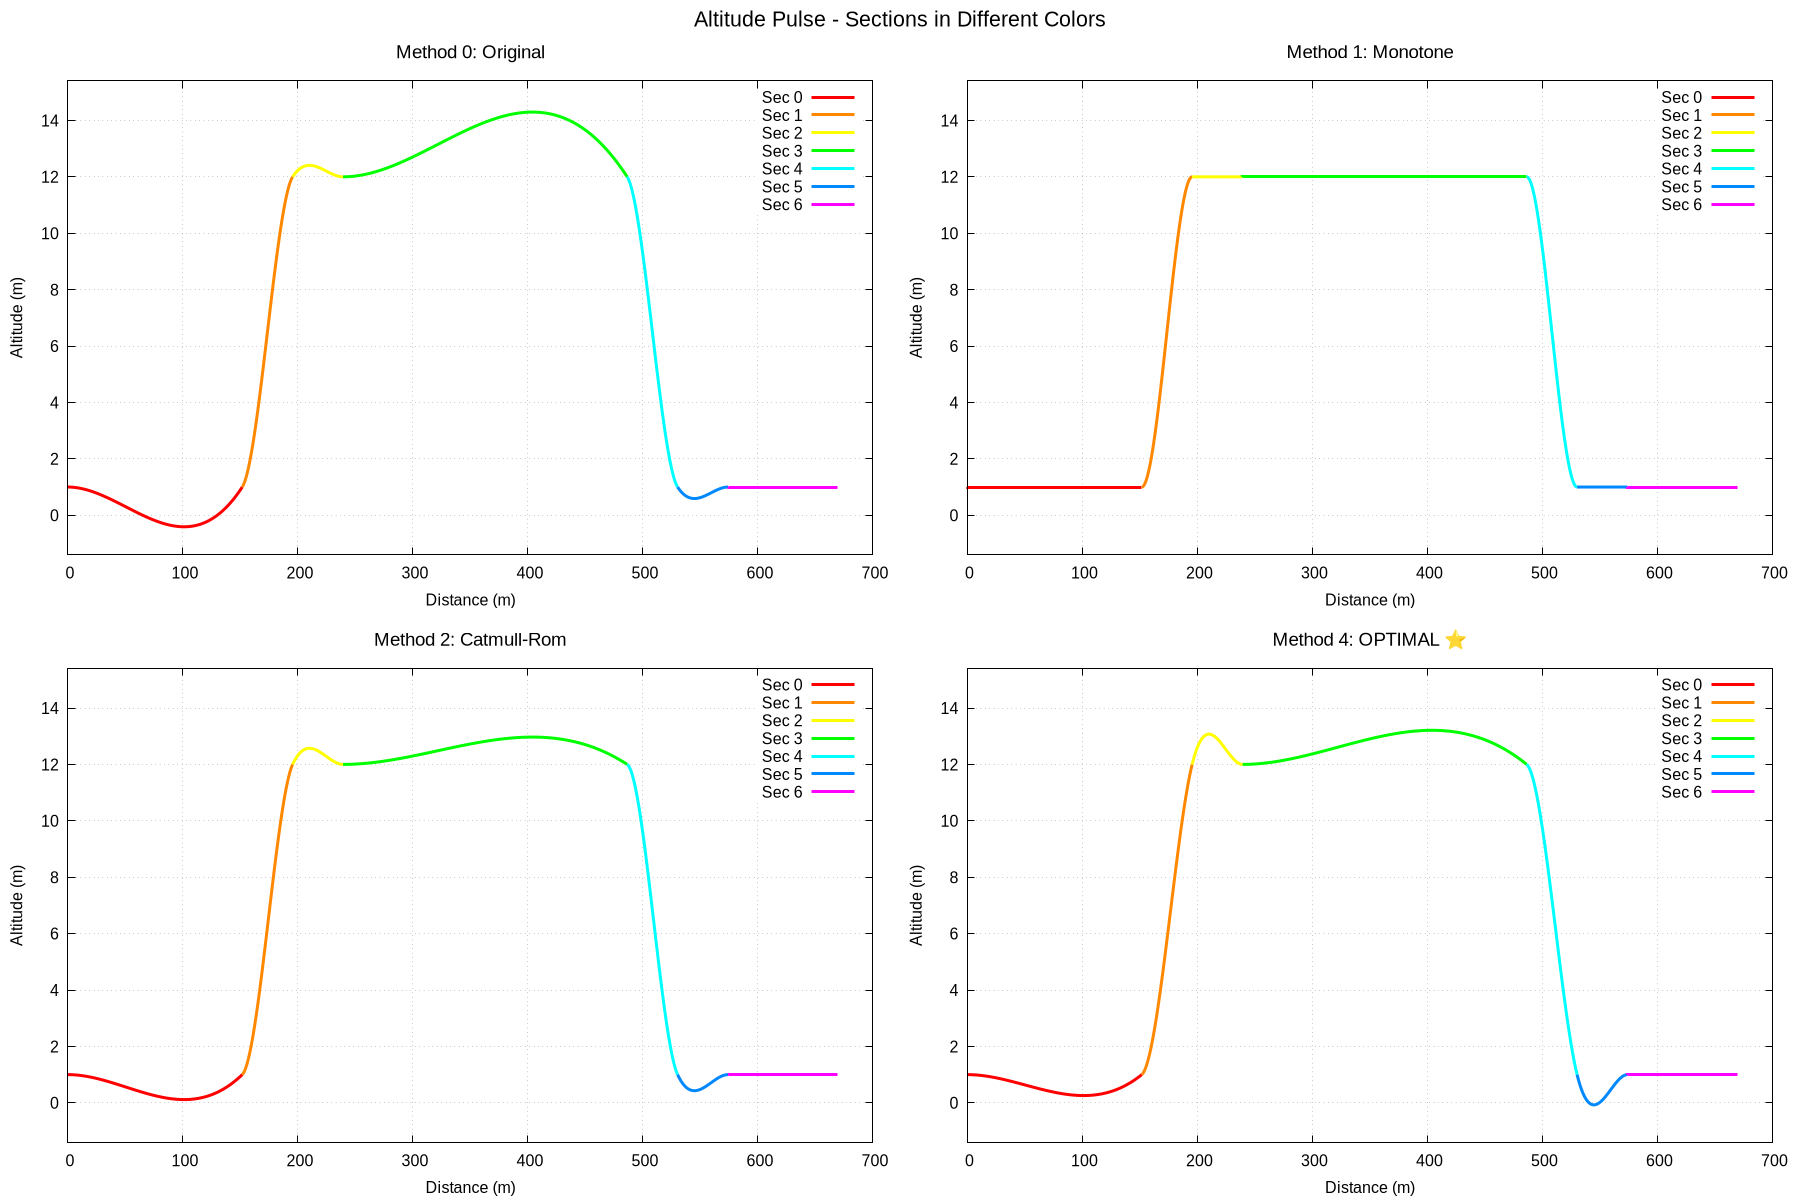 Altitude Pulse - Sections in Different Colors
Method 0: Original
Sec 0
Sec 1
Sec 2
Sec 3
Sec 4
Sec 5
Sec 6
14
12
10
8
6
4
2
0
Altitude (m)
0 100 200 300 400 500 600 700
Distance (m)
Method 1: Monotone
Sec 0
Sec 1
Sec 2
Sec 3
Sec 4
Sec 5
Sec 6
14
12
10
8
6
4
2
0
Altitude (m)
0 100 200 300 400 500 600 700
Distance (m)
Method 2: Catmull-Rom
Sec 0
Sec 1
Sec 2
Sec 3
Sec 4
Sec 5
Sec 6
14
12
10
8
6
4
2
0
Altitude (m)
0 100 200 300 400 500 600 700
Distance (m)
Method 4: OPTIMAL ⭐
Sec 0
Sec 1
Sec 2
Sec 3
Sec 4
Sec 5
Sec 6
14
12
10
8
6
4
2
0
Altitude (m)
0 100 200 300 400 500 600 700
Distance (m)